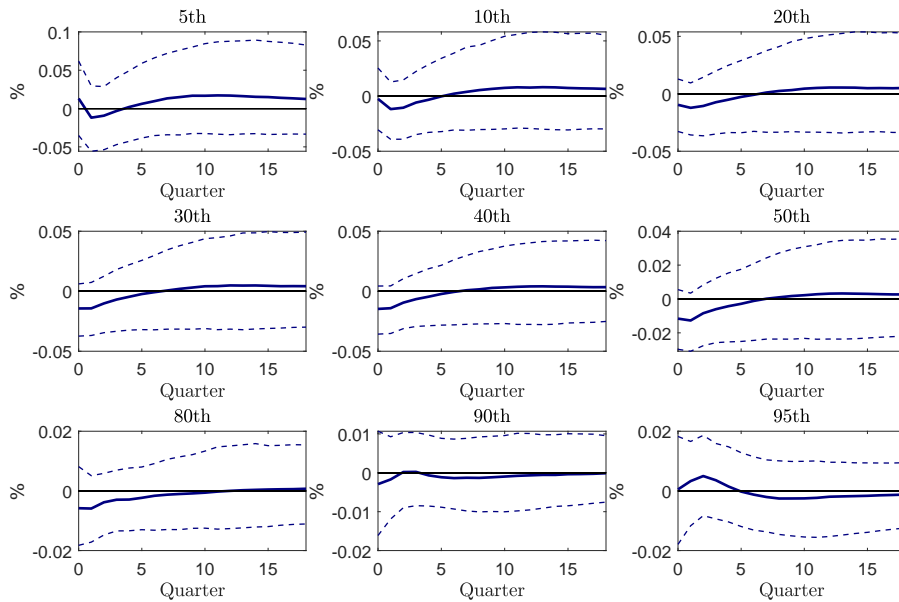 5th 10th 20th
0.1 0.05 0.05
0.05
% 0 % 0 % 0
-0.05 -0.05 -0.05
0 5 10 15 0 5 10 15 0 5 10 15
Quarter Quarter Quarter
30th 40th 50th
0.05 0.05 0.04
0.02
% 0 % 0 % 0
-0.02
-0.05 -0.05
0 5 10 15 0 5 10 15 0 5 10 15
Quarter Quarter Quarter
80th 90th 95th
0.02 0.01 0.02
% 0 % 0 % 0
-0.01
-0.02 -0.02 -0.02
0 5 10 15 0 5 10 15 0 5 10 15
Quarter Quarter Quarter